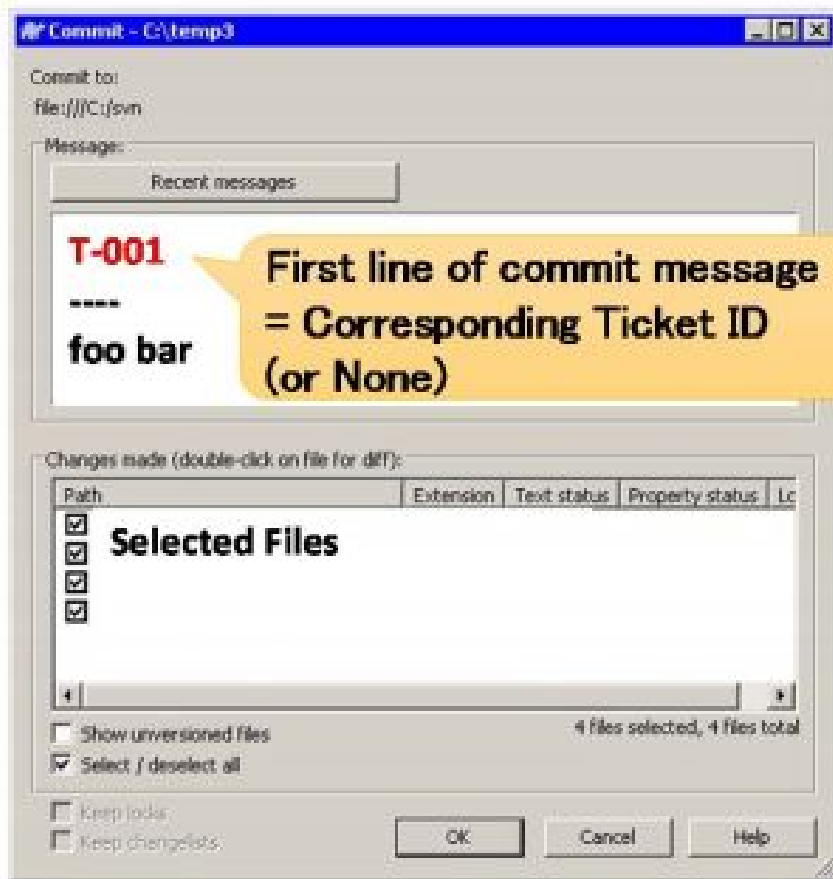 Commit - C:\temp3
Commit to:
file:///C:/svn
Message:
Recent messages
T-001
----
foo bar
First line of commit message
= Corresponding Ticket ID
(or None)
Changes made (double-click on file for diff):
Path Extension Text status Property status Lc
Selected Files
4 files selected, 4 files total
Show unversioned files
Select / deselect all
Keep locks
Keep changelists
OK Cancel Help